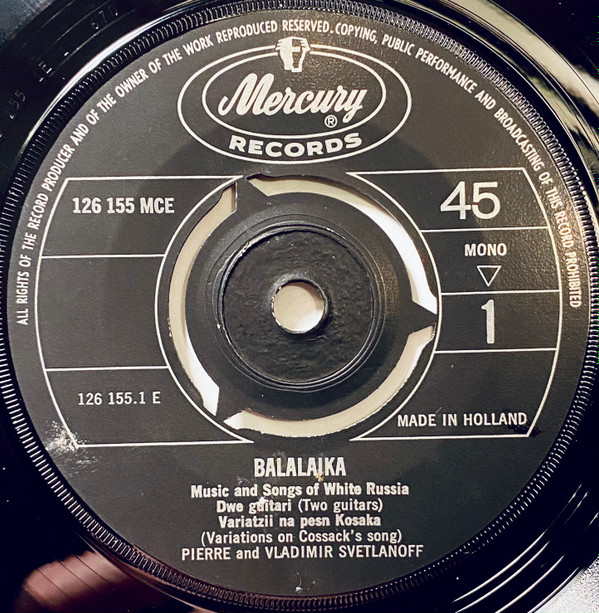 ALL RIGHTS OF THE RECORD PRODUCER AND OF THE OWNER OF THE WORK REPRODUCED RESERVED. COPYING, PUBLIC PERFORMANCE AND BROADCASTING OF THIS RECORD PROHIBITED
Mercury
®
RECORDS
126 155 MCE
45
MONO
1
126 155.1 E
MADE IN HOLLAND
BALALAIKA
Music and Songs of White Russia
Dwe guitari (Two guitars)
Variatzii na pesn Kosaka
(Variations on Cossack's song)
PIERRE and VLADIMIR SVETLANOFF